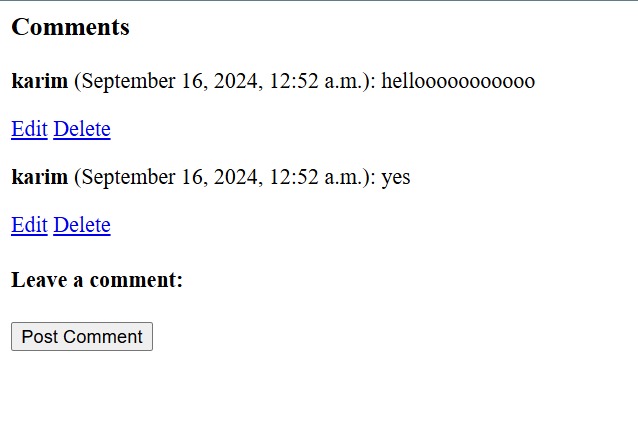 Comments
karim (September 16, 2024, 12:52 a.m.): hellooooooooooo
Edit Delete
karim (September 16, 2024, 12:52 a.m.): yes
Edit Delete
Leave a comment:
Post Comment